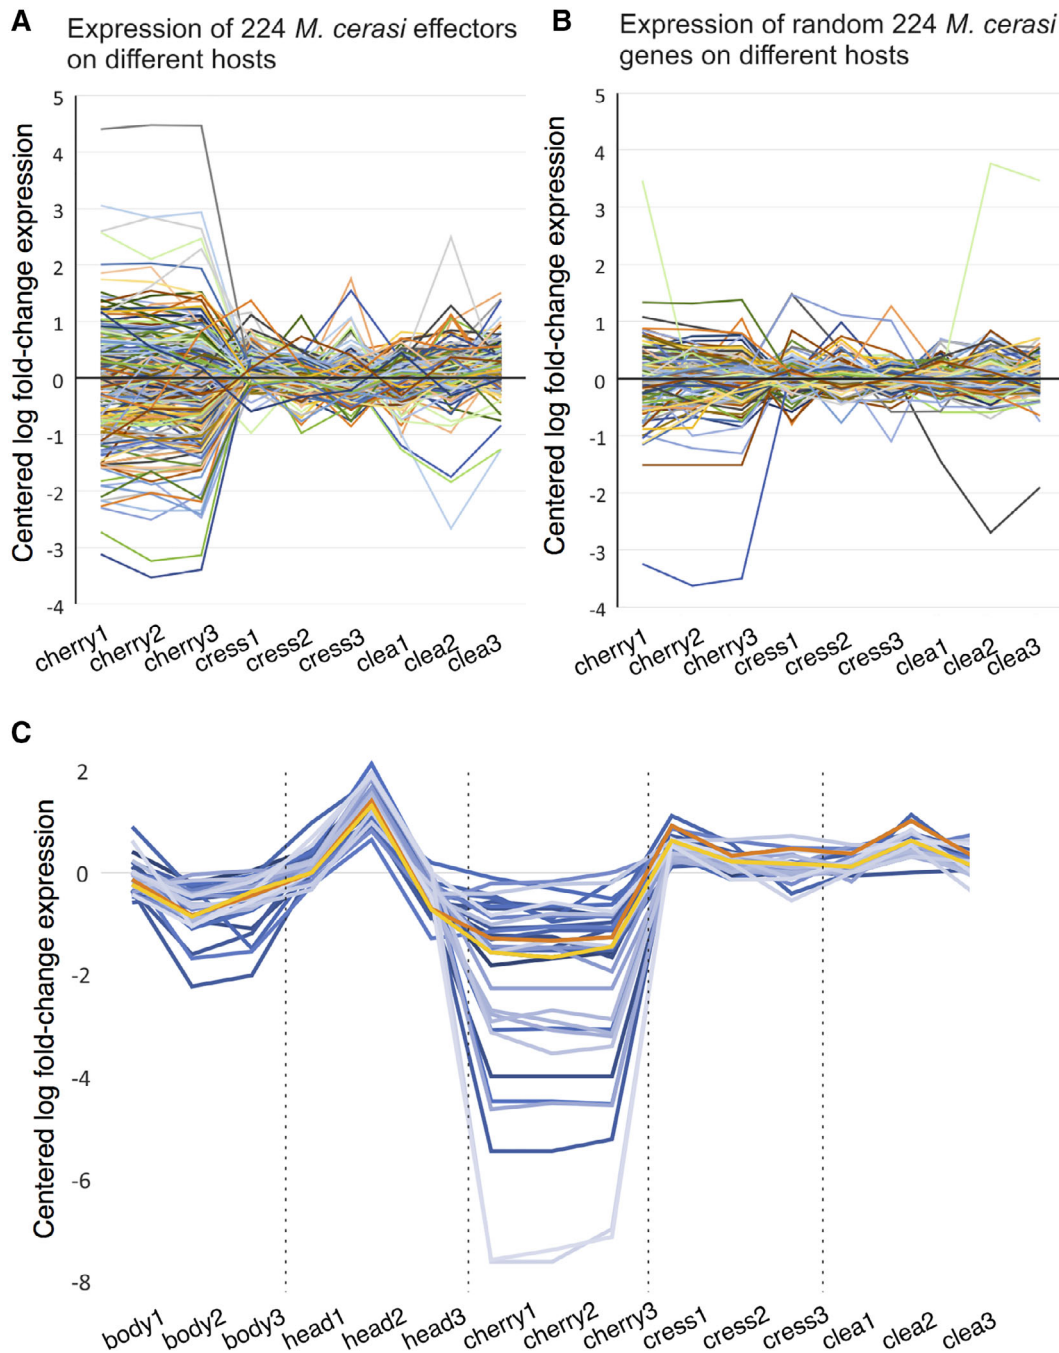 A
Expression of 224 M. cerasi effectors
on different hosts
Centered log fold-change expression
5
4
3
2
1
0
-1
-2
-3
-4
cherry1
cherry2
cherry3
cress1
cress2
cress3
clea1
clea2
clea3
B
Expression of random 224 M. cerasi
genes on different hosts
Centered log fold-change expression
5
4
3
2
1
0
-1
-2
-3
-4
cherry1
cherry2
cherry3
cress1
cress2
cress3
clea1
clea2
clea3
C
Centered log fold-change expression
2
0
-2
-4
-6
-8
body1
body2
body3
head1
head2
head3
cherry1
cherry2
cherry3
cress1
cress2
cress3
clea1
clea2
clea3